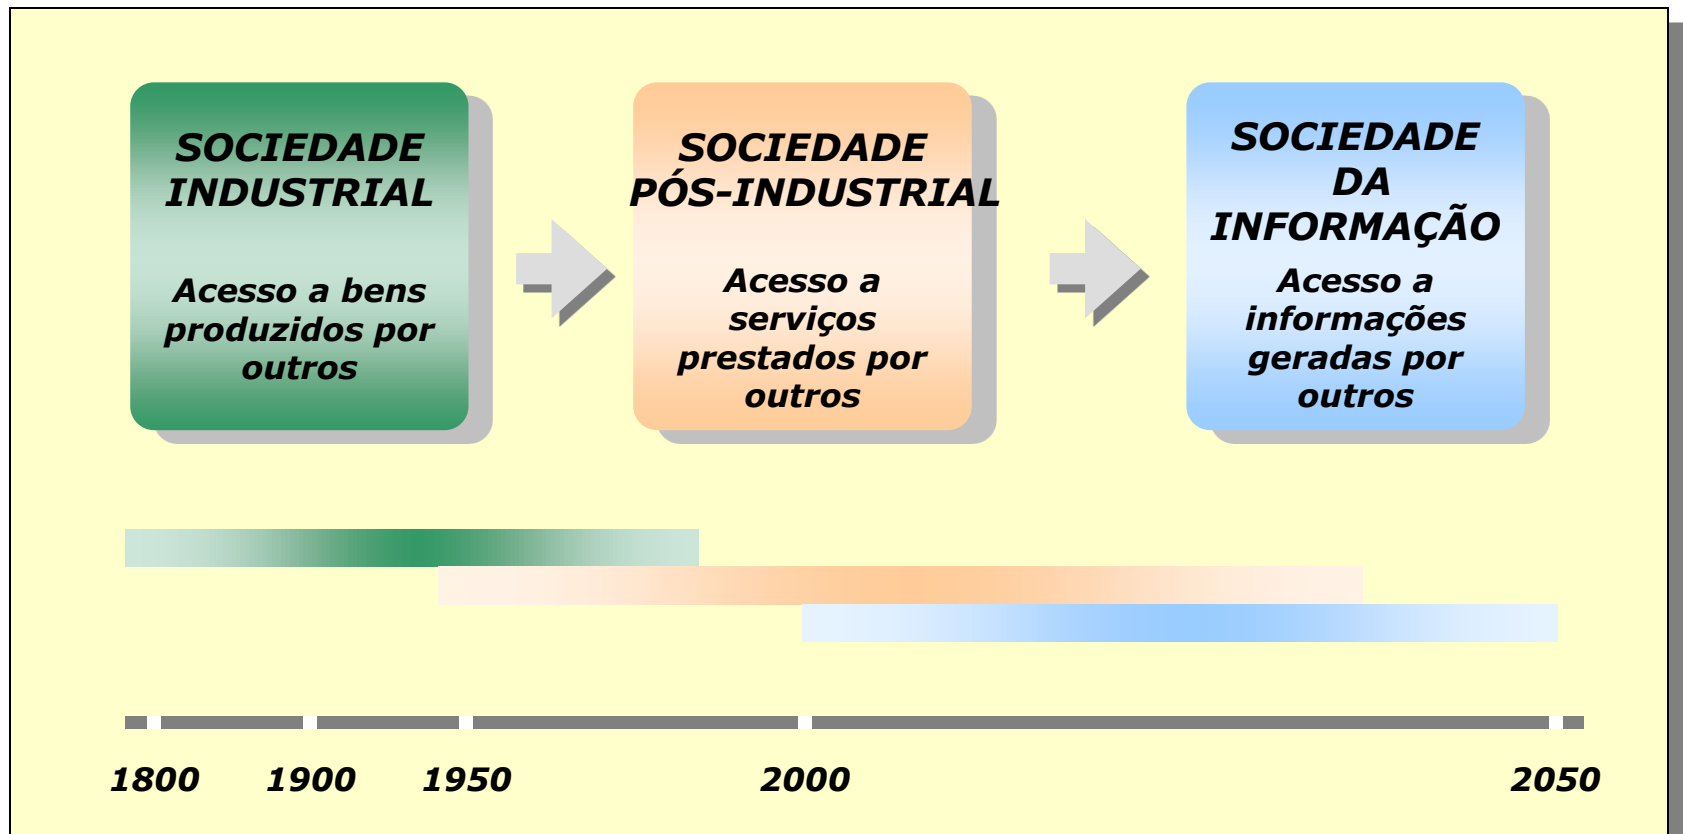 SOCIEDADE
INDUSTRIAL
Acesso a bens
produzidos por
outros
SOCIEDADE
PÓS-INDUSTRIAL
Acesso a
serviços
prestados por
outros
SOCIEDADE
DA
INFORMAÇÃO
Acesso a
informações
geradas por
outros
1800 1900 1950 2000 2050